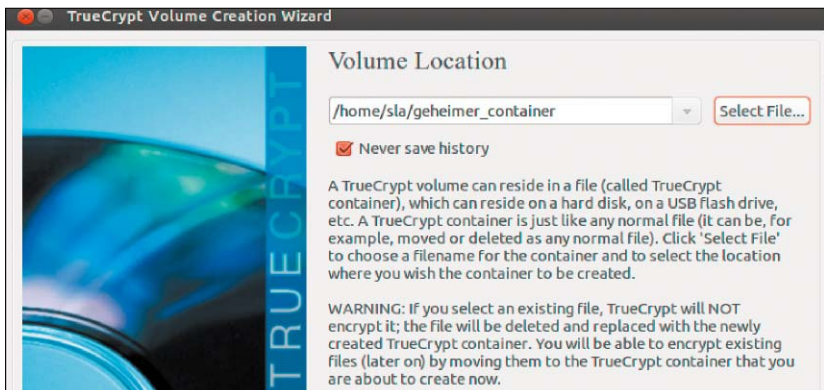 TrueCrypt Volume Creation Wizard
TRUECRYPT
Volume Location
/home/sla/geheimer_container
Select File...
Never save history
A TrueCrypt volume can reside in a file (called TrueCrypt
container), which can reside on a hard disk, on a USB flash drive,
etc. A TrueCrypt container is just like any normal file (it can be, for
example, moved or deleted as any normal file). Click 'Select File'
to choose a filename for the container and to select the location
where you wish the container to be created.
WARNING: If you select an existing file, TrueCrypt will NOT
encrypt it; the file will be deleted and replaced with the newly
created TrueCrypt container. You will be able to encrypt existing
files (later on) by moving them to the TrueCrypt container that you
are about to create now.